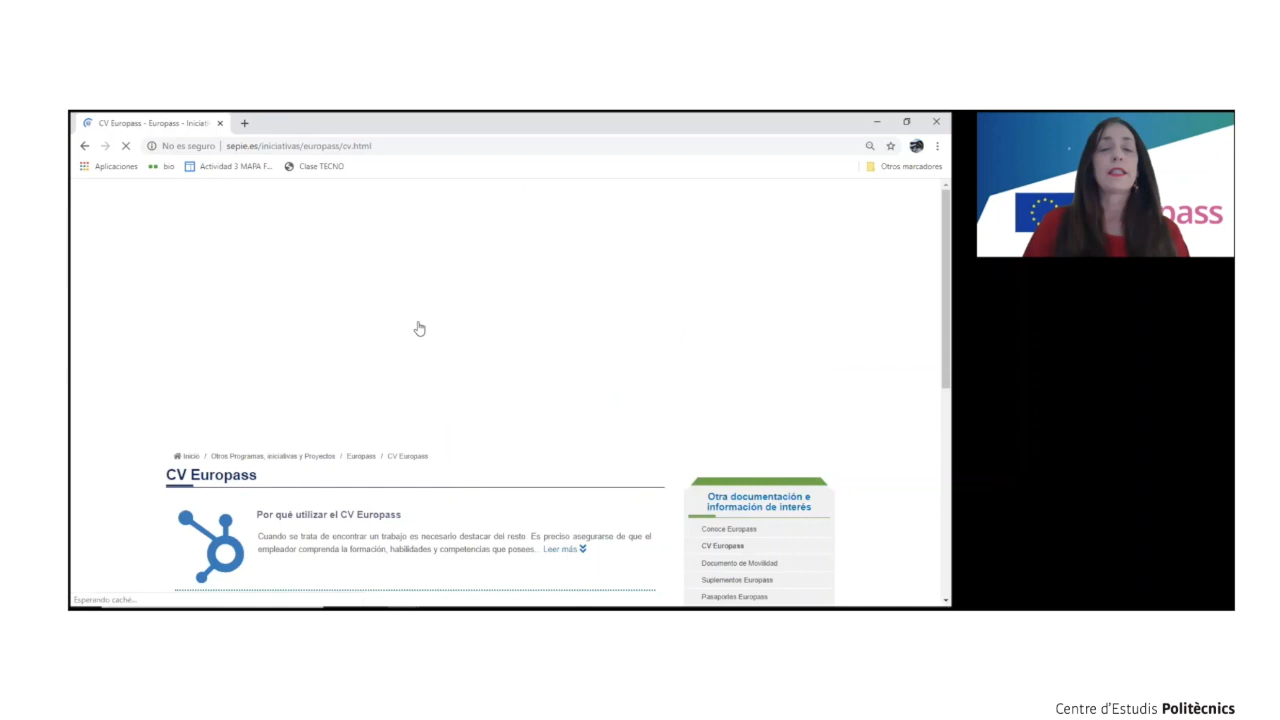 CV Europass - Europass - Iniciati
No es seguro | sepie.es/iniciativas/europass/cv.html
Aplicaciones bio Actividad 3 MAPA F... Clase TECNO Otros marcadores
pass
Inicio / Otros Programas, iniciativas y Proyectos / Europass / CV Europass
CV Europass
Por qué utilizar el CV Europass
Cuando se trata de encontrar un trabajo es necesario destacar del resto. Es preciso asegurarse de que el
empleador comprenda la formación, habilidades y competencias que posees... Leer más
Otra documentación e
información de interés
Conoce Europass
CV Europass
Documento de Movilidad
Suplementos Europass
Pasaportes Europass
Esperando caché...
Centre d'Estudis Politècnics